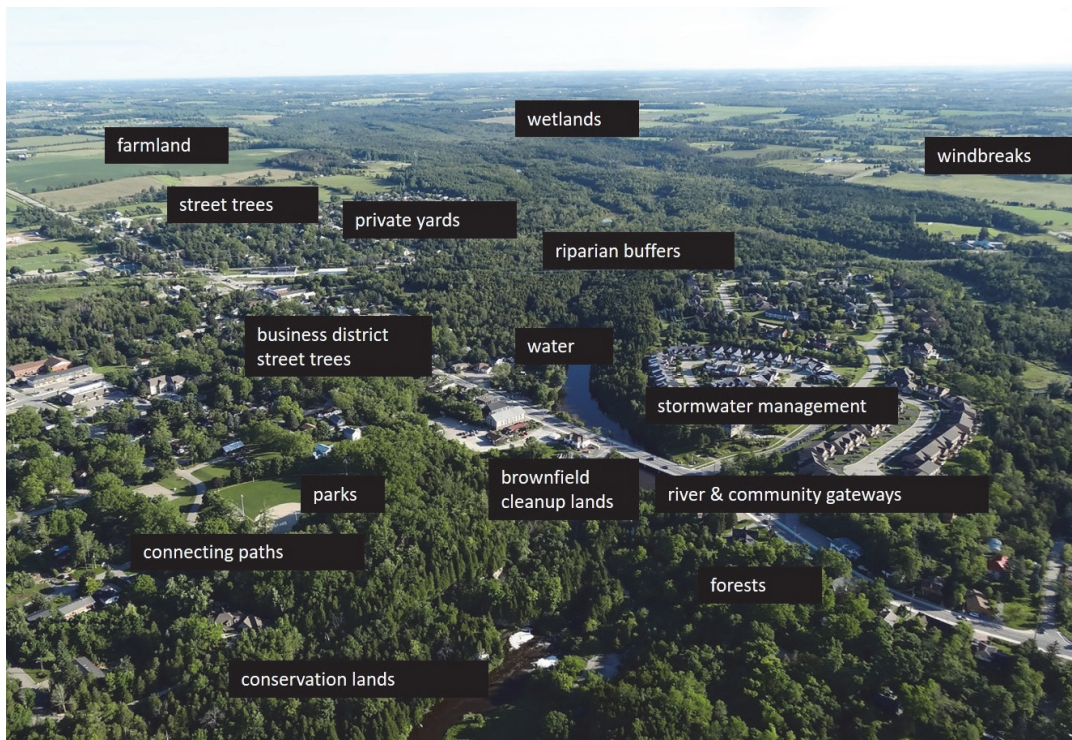 wetlands
farmland
windbreaks
street trees
private yards
riparian buffers
business district
street trees
water
stormwater management
parks
brownfield
cleanup lands
river & community gateways
connecting paths
forests
conservation lands